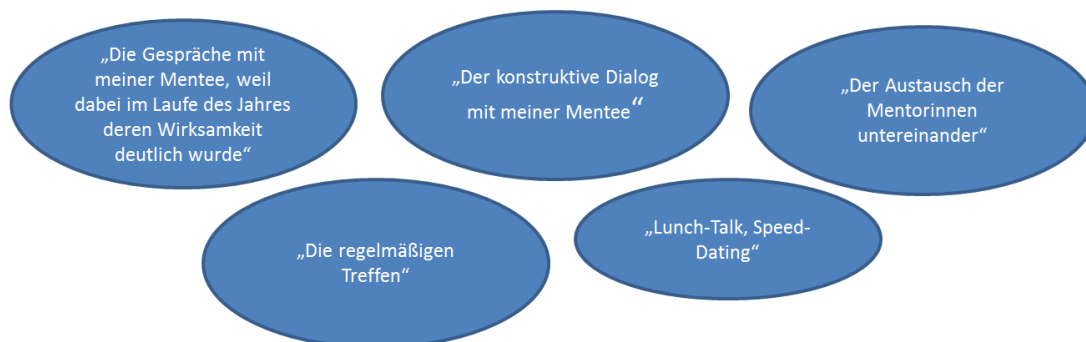 „Die Gespräche mit
meiner Mentee, weil
dabei im Laufe des Jahres
deren Wirksamkeit
deutlich wurde“
„Der konstruktive Dialog
mit meiner Mentee“
„Der Austausch der
Mentorinnen
untereinander“
„Die regelmäßigen
Treffen“
„Lunch-Talk, Speed-
Dating“